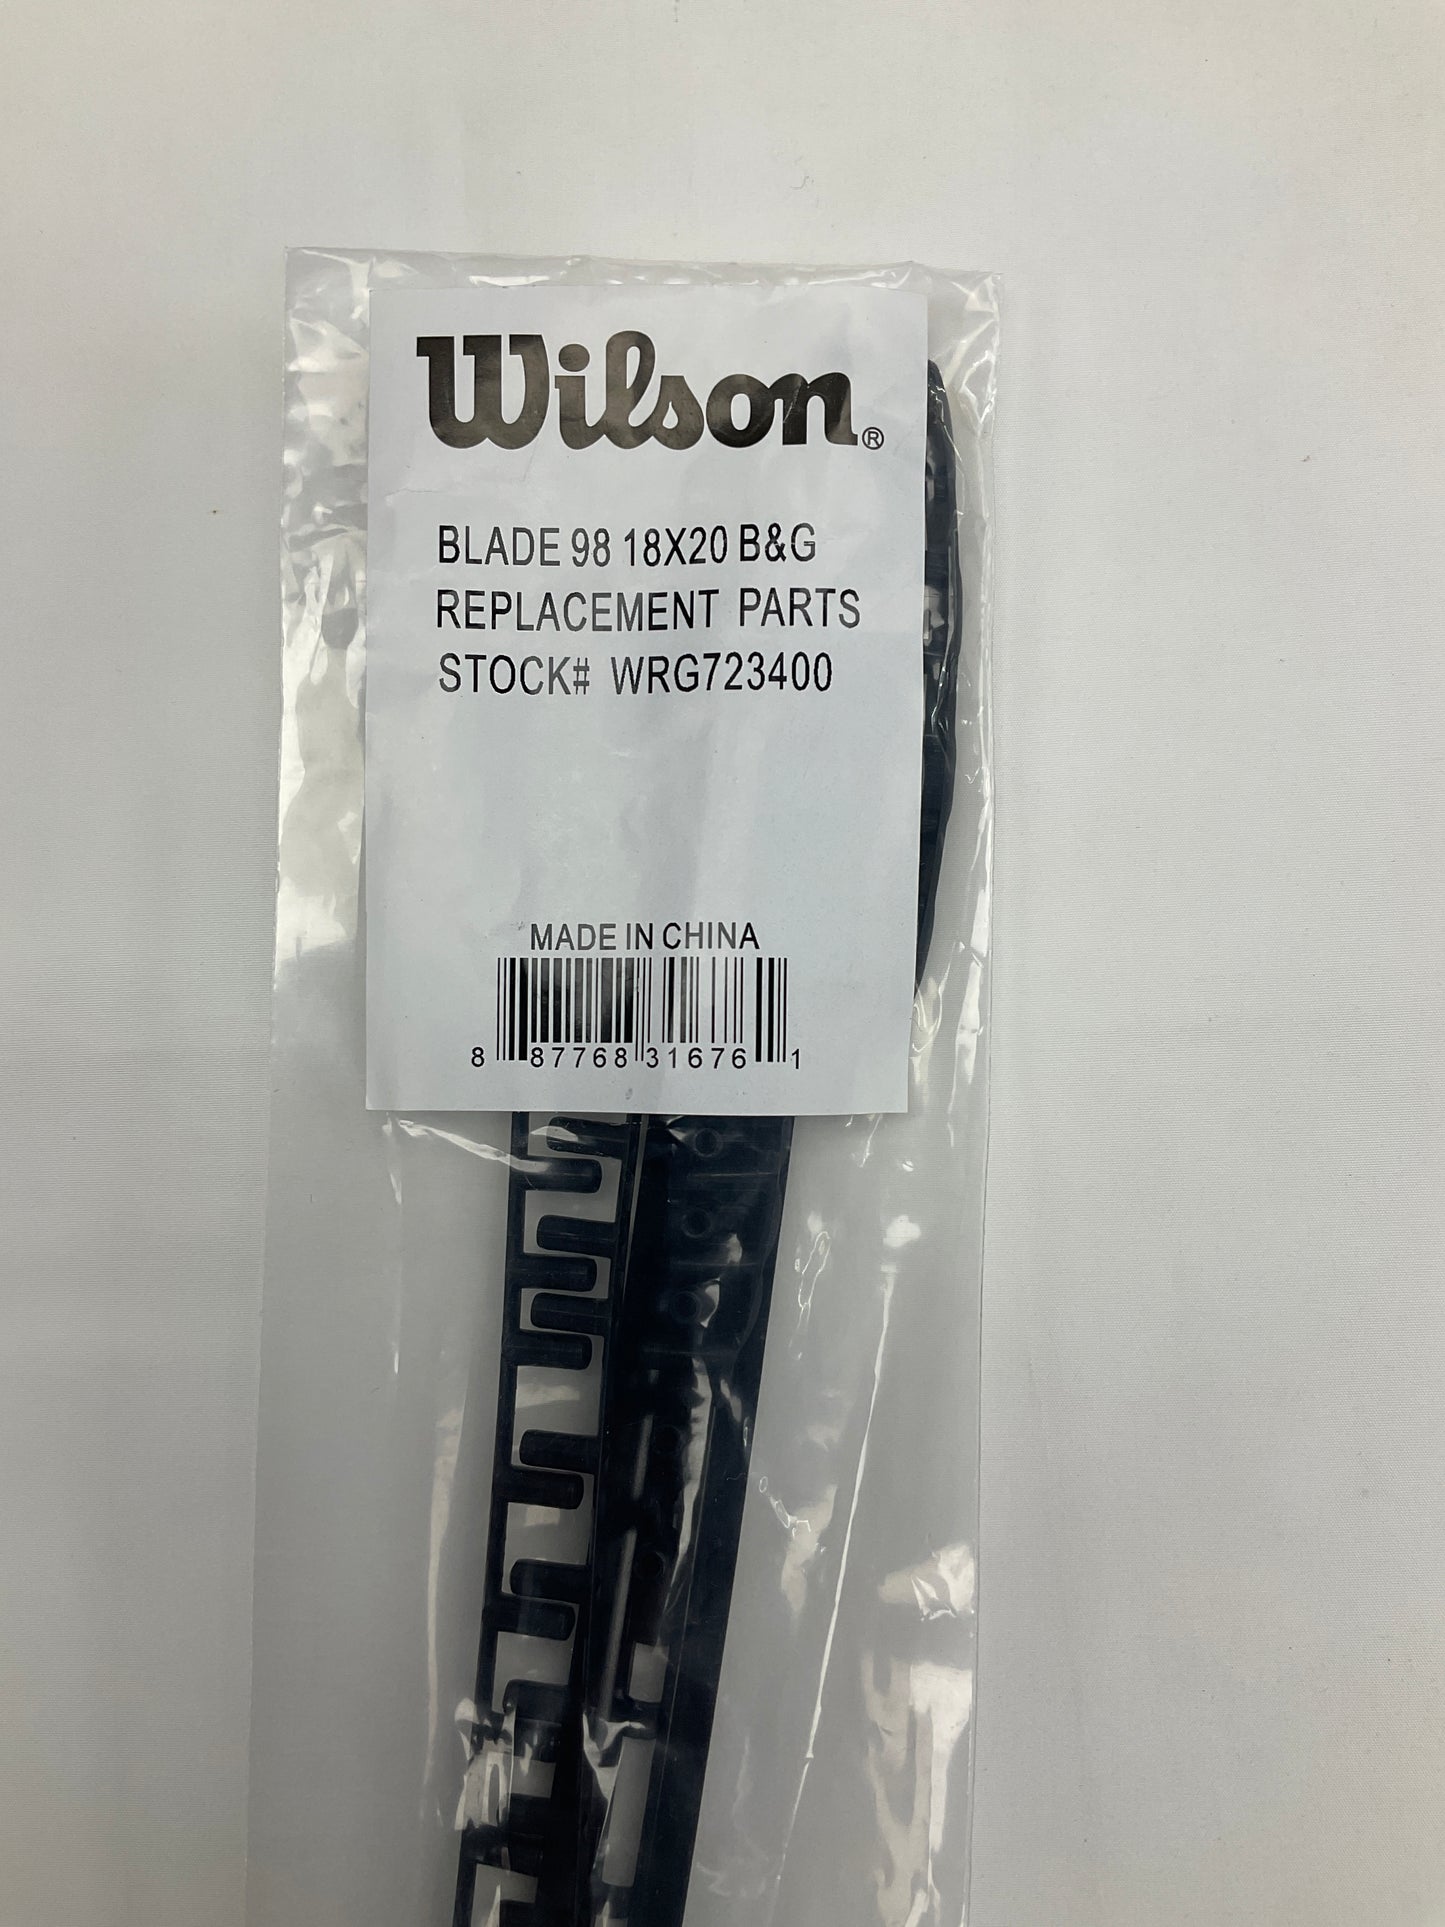 Wilson®
BLADE 98 18X20 B&G
REPLACEMENT PARTS
STOCK# WRG723400
MADE IN CHINA
8 87768 31676 1